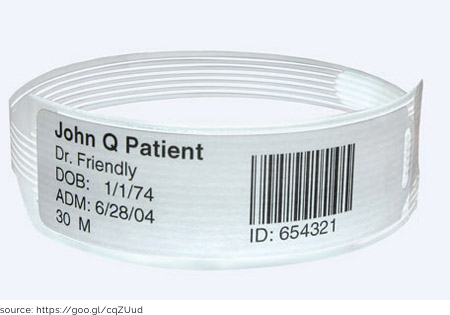 John Q Patient
Dr. Friendly
DOB: 1/1/74
ADM: 6/28/04
30 M
ID: 654321
source: https://goo.gl/cqZUud